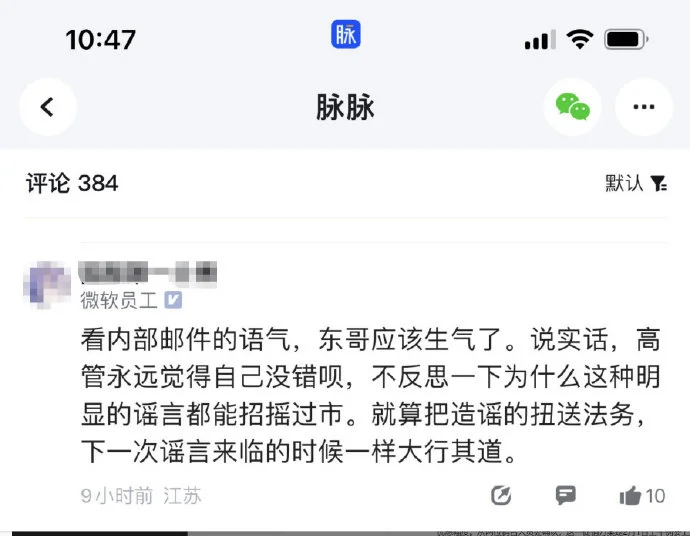 10:47
脉
脉脉
评论 384
默认
微软员工
看内部邮件的语气，东哥应该生气了。说实话，高
管永远觉得自己没错呗，不反思一下为什么这种明
显的谣言都能招摇过市。就算把造谣的扭送法务，
下一次谣言来临的时候一样大行其道。
9小时前 江苏
10